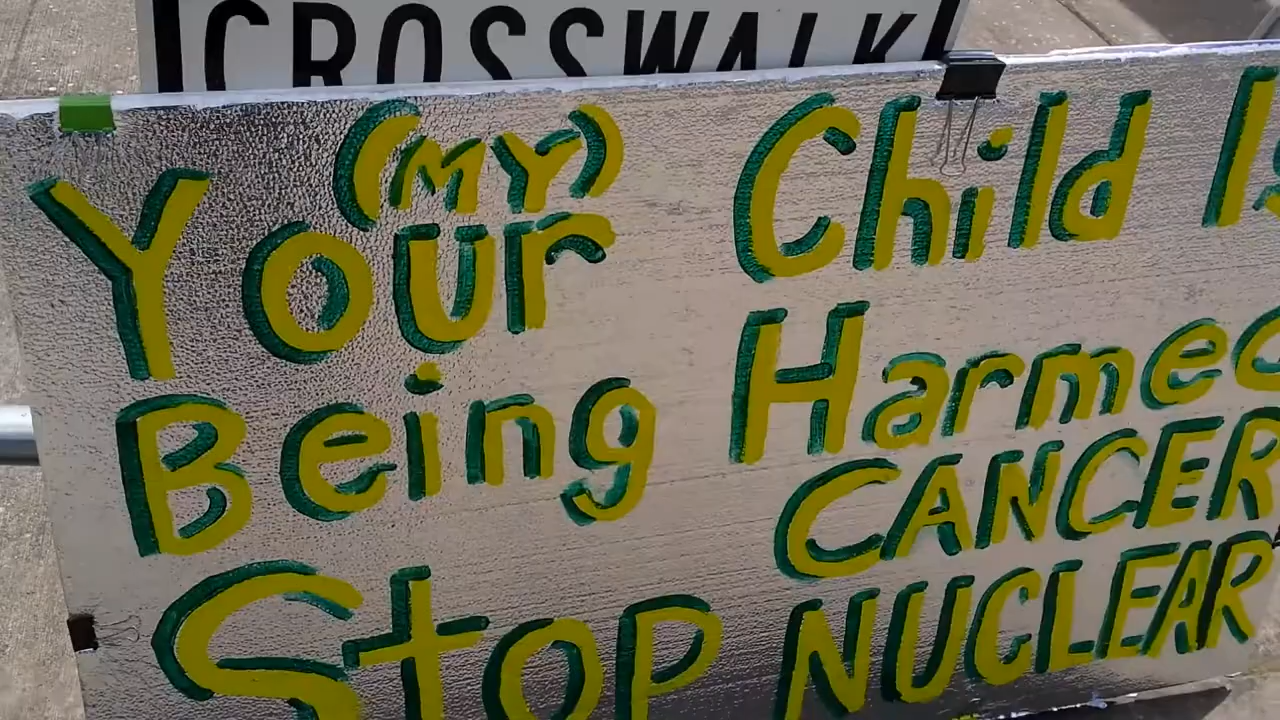 CROSSWALK
(MY)
Your Child Is
Being Harmed
CANCER
Stop NUCLEAR